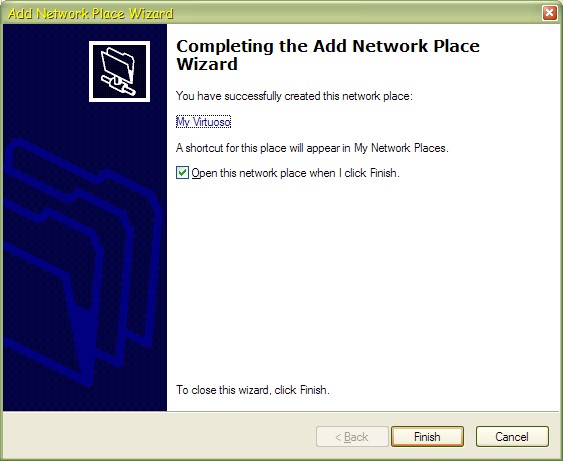 Add Network Place Wizard
Completing the Add Network Place
Wizard
You have successfully created this network place:
My Virtuoso
A shortcut for this place will appear in My Network Places.
Open this network place when I click Finish.
To close this wizard, click Finish.
< Back
Finish
Cancel